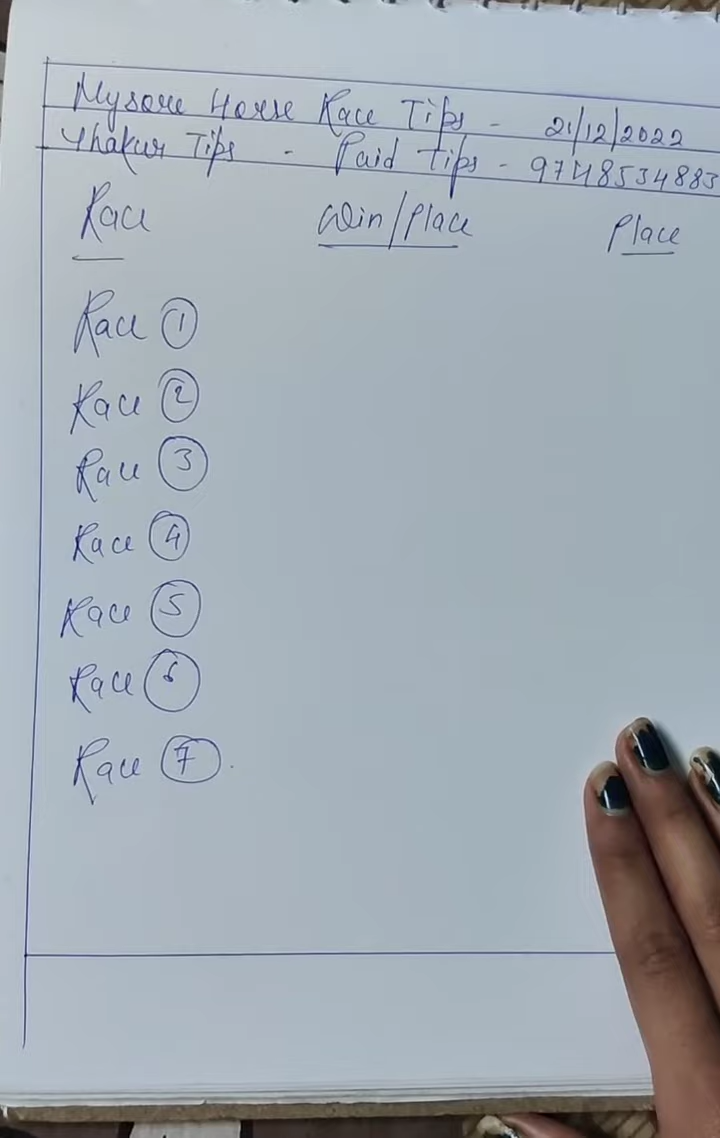 Mysore Horse Race Tips - 21/12/2022
Thakur Tips - Paid Tips - 9748534883
Race Win/Place Place
Race 1
Race 2
Race 3
Race 4
Race 5
Race 6
Race 7.